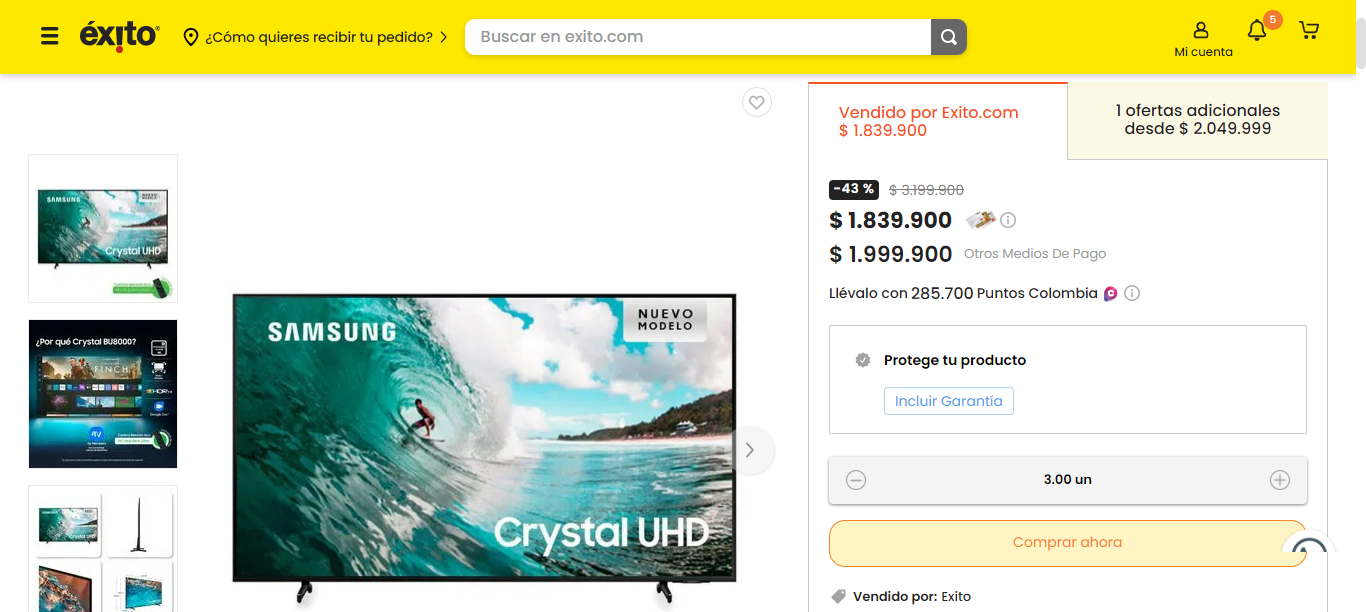 éxito
¿Cómo quieres recibir tu pedido?
Buscar en exito.com
Mi cuenta
5
Vendido por Exito.com
$ 1.839.900
1 ofertas adicionales
desde $ 2.049.999
-43 % $ 3.199.900
$ 1.839.900
$ 1.999.900 Otros Medios De Pago
Llévalo con 285.700 Puntos Colombia
Protege tu producto
Incluir Garantía
3.00 un
Comprar ahora
Vendido por: Exito
SAMSUNG
NUEVO
MODELO
Crystal UHD
SAMSUNG
NUEVO
MODELO
Crystal UHD
¿Por qué Crystal BU8000?
FINCH